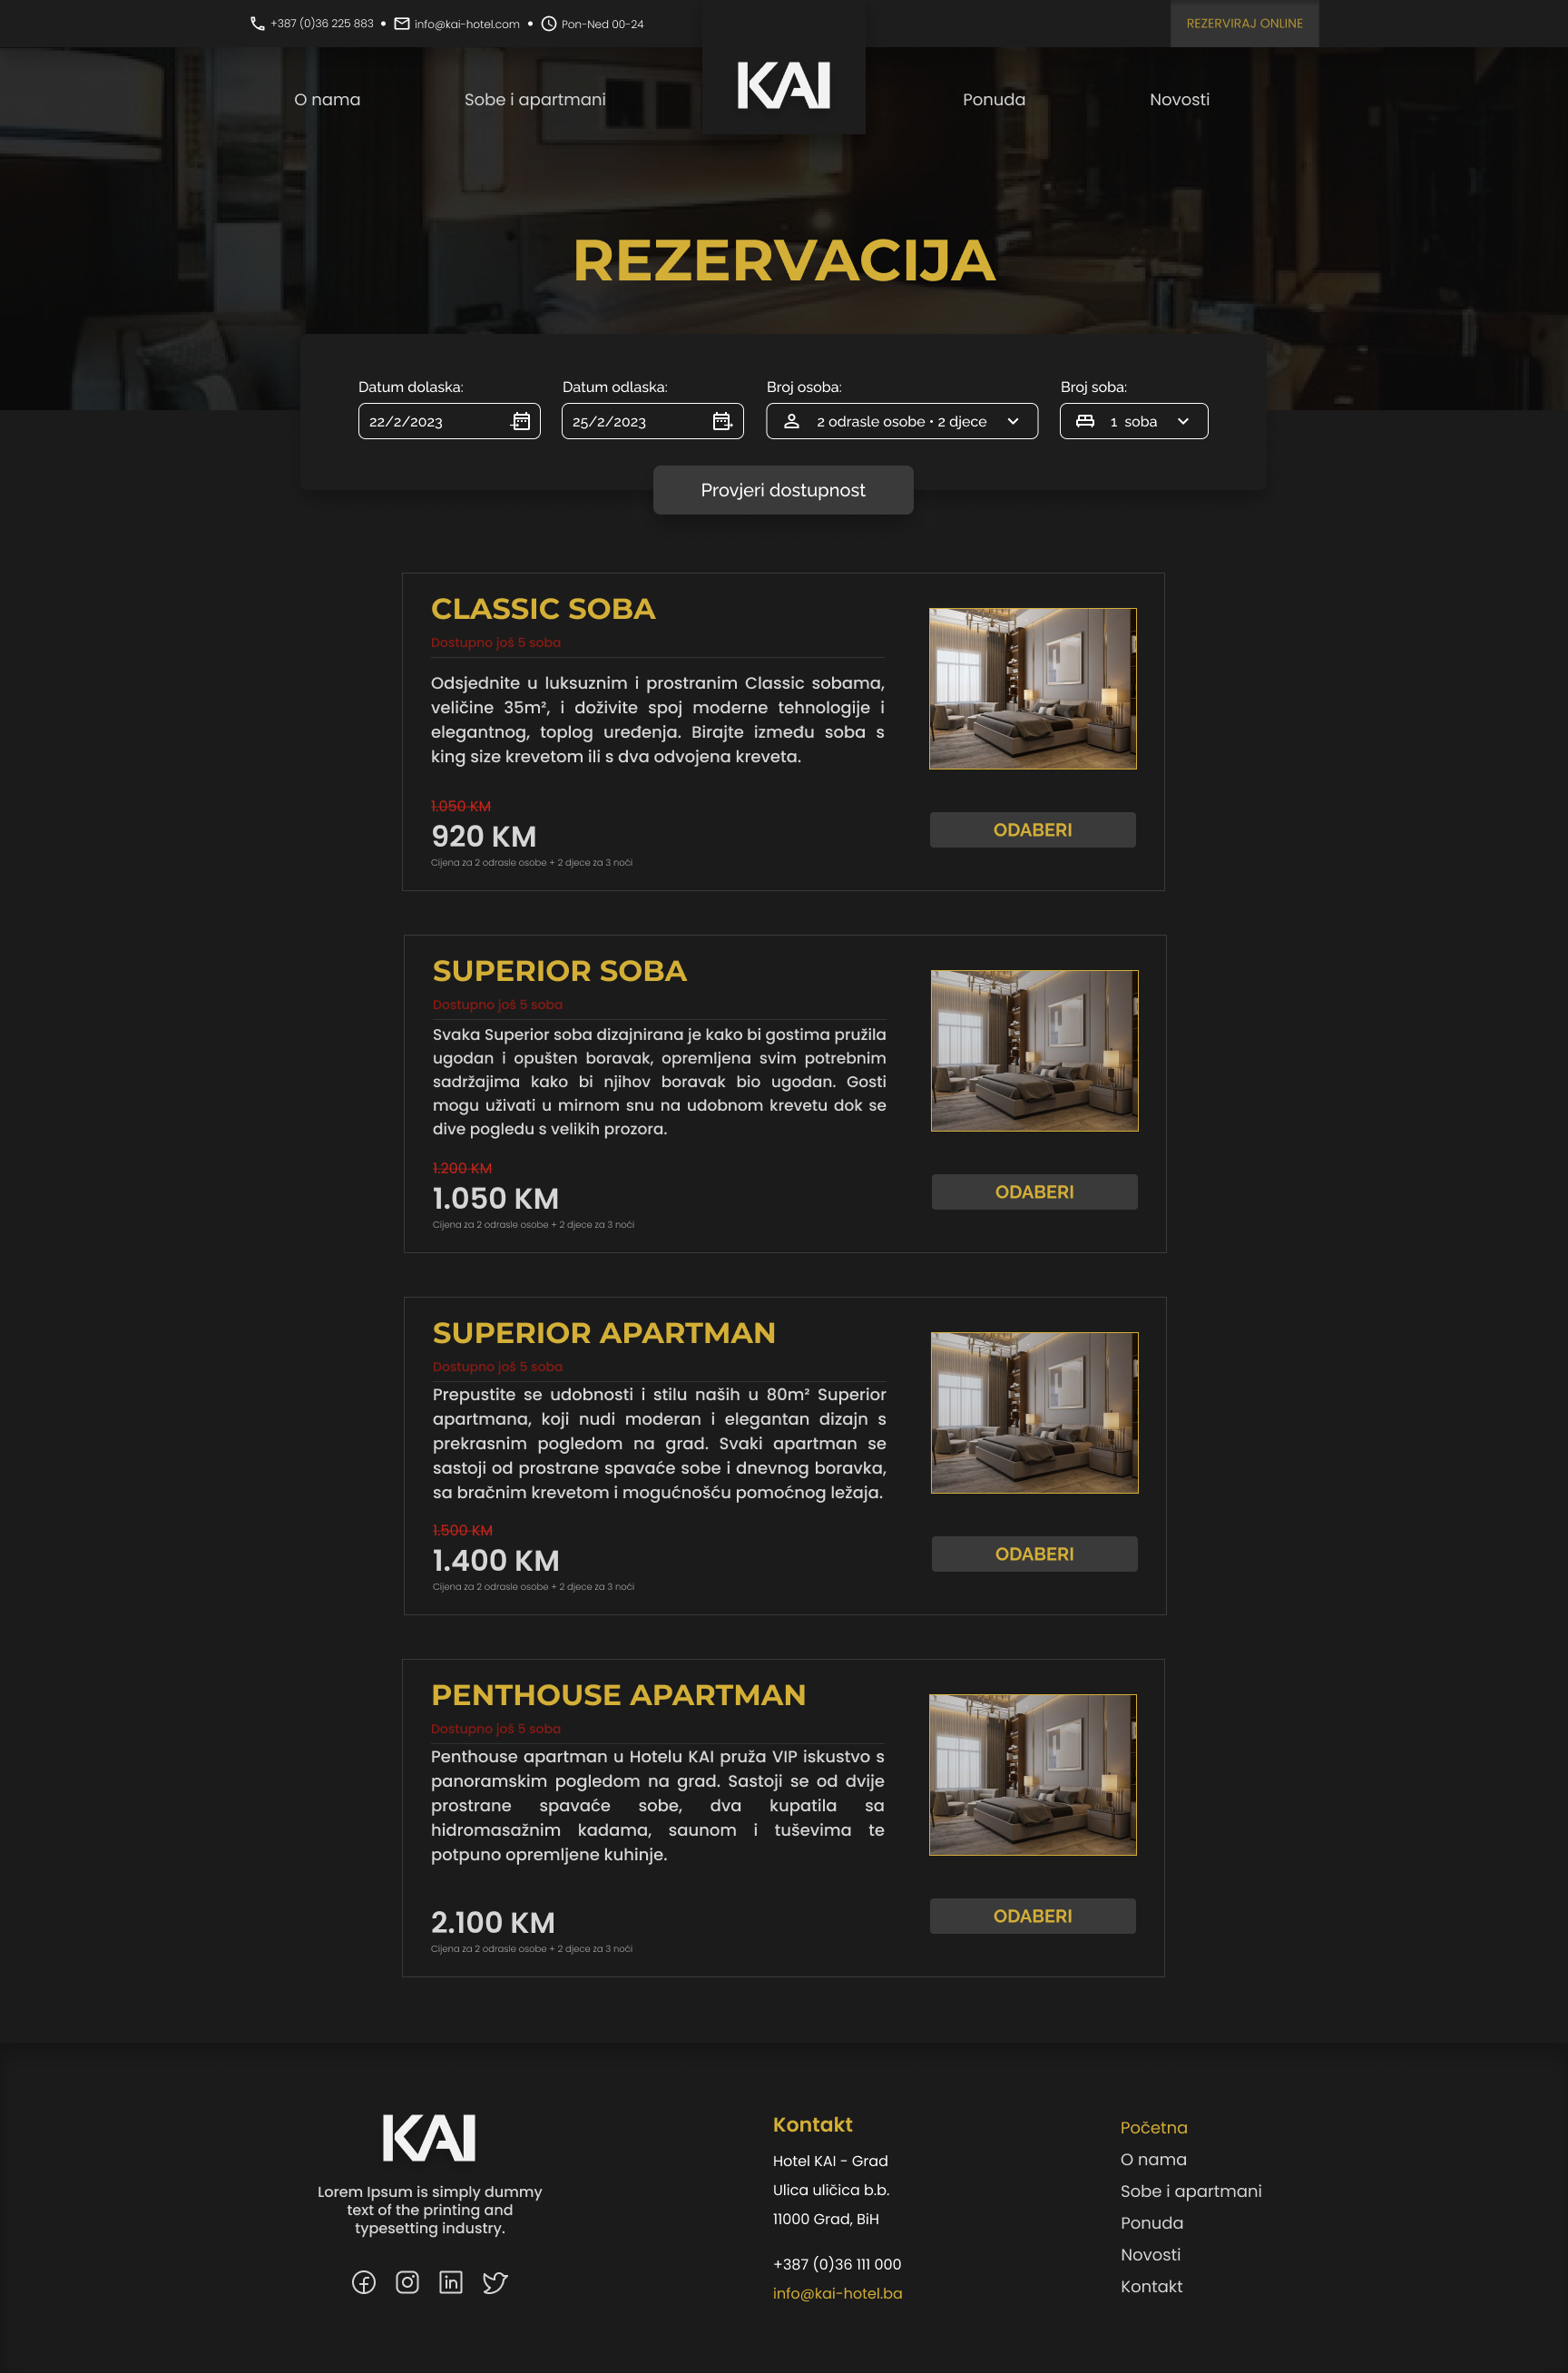 +387 (0)36 225 883 • info@kai-hotel.com • Pon-Ned 00-24
REZERVIRAJ ONLINE
O nama
Sobe i apartmani
KAI
Ponuda
Novosti
REZERVACIJA
Datum dolaska:
Datum odlaska:
Broj osoba:
Broj soba:
22/2/2023
25/2/2023
2 odrasle osobe • 2 djece
1 soba
Provjeri dostupnost
CLASSIC SOBA
Dostupno još 5 soba
Odsjednite u luksuznim i prostranim Classic sobama,
veličine 35m², i doživite spoj moderne tehnologije i
elegantnog, toplog uređenja. Birajte izmeđdu soba s
king size krevetom ili s dva odvojena kreveta.
1.050 KM
920 KM
Cijena za 2 odrasle osobe + 2 djece za 3 noći
ODABERI
SUPERIOR SOBA
Dostupno još 5 soba
Svaka Superior soba dizajnirana je kako bi gostima pružila
ugodan i opušten boravak, opremljena svim potrebnim
sadržajima kako bi njihov boravak bio ugodan. Gosti
mogu uživati u mirnom snu na udobnom krevetu dok se
dive pogledu s velikih prozora.
1.200 KM
1.050 KM
Cijena za 2 odrasle osobe + 2 djece za 3 noći
ODABERI
SUPERIOR APARTMAN
Dostupno još 5 soba
Prepustite se udobnosti i stilu naših u 80m² Superior
apartmana, koji nudi moderan i elegantan dizajn s
prekrasnim pogledom na grad. Svaki apartman se
sastoji od prostrane spavaće sobe i dnevnog boravka,
sa bračnim krevetom i mogućnošću pomoćnog ležaja.
1.500 KM
1.400 KM
Cijena za 2 odrasle osobe + 2 djece za 3 noći
ODABERI
PENTHOUSE APARTMAN
Dostupno još 5 soba
Penthouse apartman u Hotelu KAI pruža VIP iskustvo s
panoramskim pogledom na grad. Sastoji se od dvije
prostrane spavaće sobe, dva kupatila sa
hidromasažnim kadama, saunom i tuševima te
potpuno opremljene kuhinje.
2.100 KM
Cijena za 2 odrasle osobe + 2 djece za 3 noći
ODABERI
KAI
Lorem Ipsum is simply dummy
text of the printing and
typesetting industry.
Kontakt
Hotel KAI - Grad
Ulica uličica b.b.
11000 Grad, BiH
+387 (0)36 111 000
info@kai-hotel.ba
Početna
O nama
Sobe i apartmani
Ponuda
Novosti
Kontakt